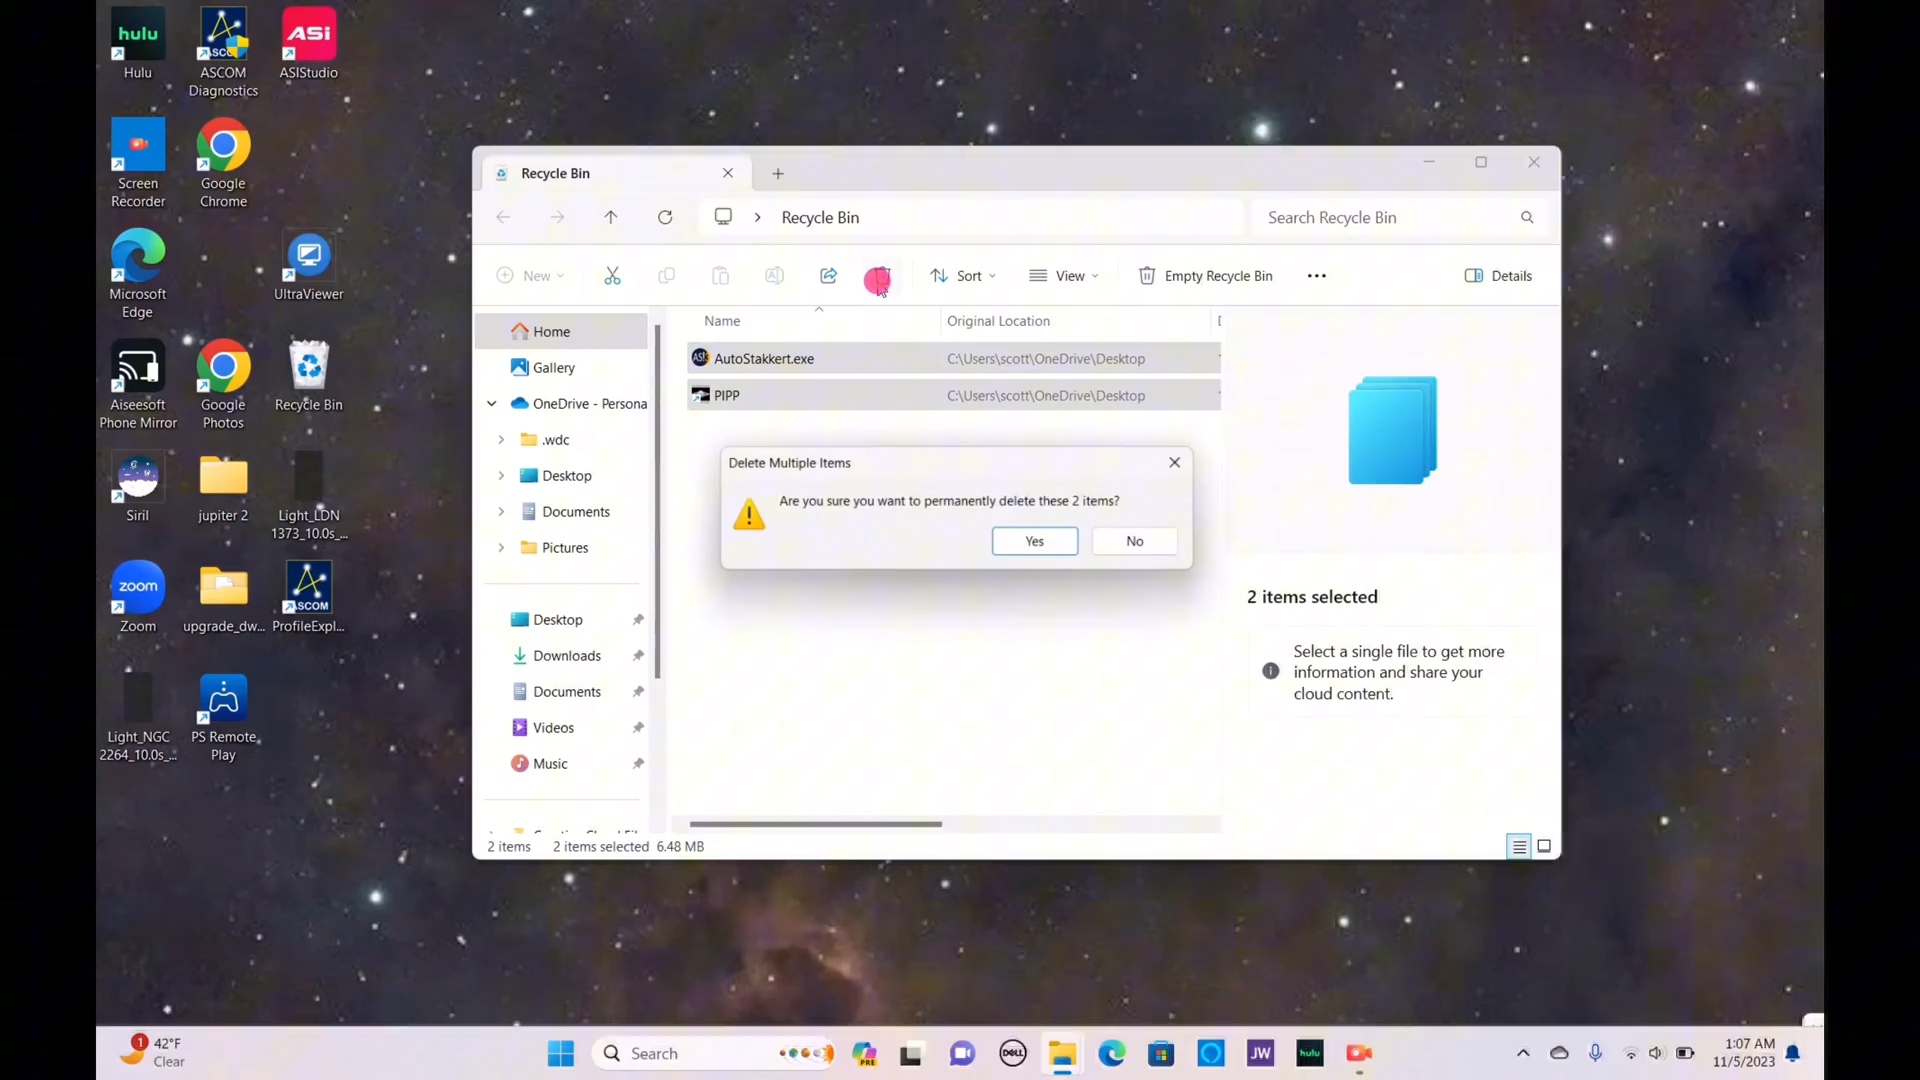 hulu
Hulu
ASCOM
Diagnostics
ASi
ASIStudio
Screen
Recorder
Google
Chrome
Microsoft
Edge
UltraViewer
Aiseesoft
Phone Mirror
Google
Photos
Recycle Bin
Siril
jupiter 2
Light_LDN
1373_10.0s_...
zoom
Zoom
upgrade_dw...
ASCOM
ProfileExpl...
Light_NGC
2264_10.0s_...
PS Remote
Play
Recycle Bin
Recycle Bin
Search Recycle Bin
New
Sort
View
Empty Recycle Bin
Details
Home
Gallery
OneDrive - Persona
.wdc
Desktop
Documents
Pictures
Desktop
Downloads
Documents
Videos
Music
Name
Original Location
AutoStakkert.exe
C:\Users\scott\OneDrive\Desktop
PIPP
C:\Users\scott\OneDrive\Desktop
Delete Multiple Items
Are you sure you want to permanently delete these 2 items?
Yes
No
2 items selected
Select a single file to get more
information and share your
cloud content.
2 items
2 items selected 6.48 MB
1
42°F
Clear
Search
PRE
DELL
JW
hulu
1:07 AM
11/5/2023